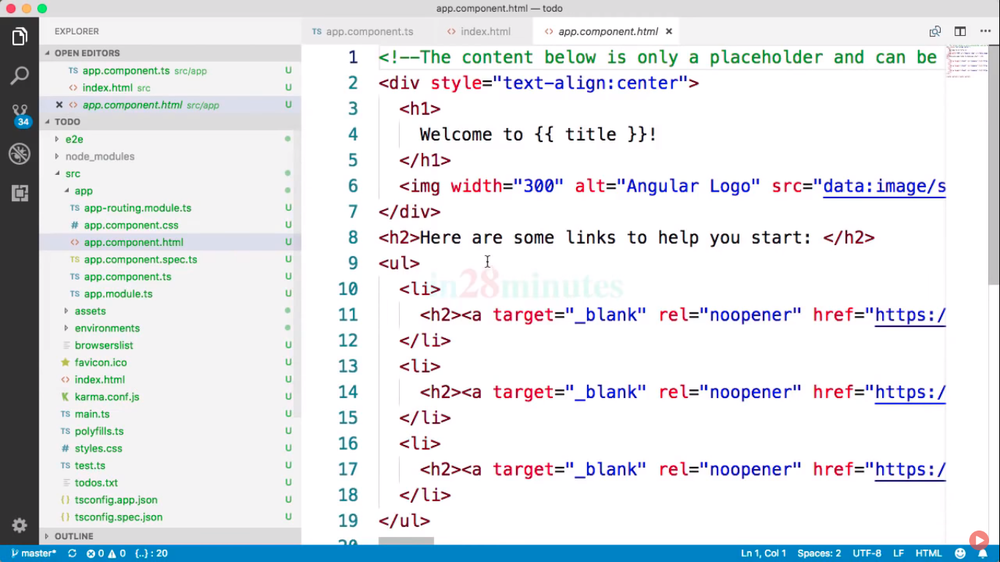 app.component.html — todo
EXPLORER
OPEN EDITORS
TS app.component.ts src/app U
<> index.html src U
× <> app.component.html src/app U
TODO
e2e
node_modules
src
app
TS app-routing.module.ts U
# app.component.css U
<> app.component.html U
TS app.component.spec.ts U
TS app.component.ts U
TS app.module.ts U
assets
environments
browserslist U
favicon.ico U
<> index.html U
karma.conf.js U
TS main.ts U
TS polyfills.ts U
# styles.css U
TS test.ts U
todos.txt U
{} tsconfig.app.json U
{} tsconfig.spec.json U
OUTLINE
34
TS app.component.ts
<> index.html
<> app.component.html ×
1 <!--The content below is only a placeholder and can be
2 <div style="text-align:center">
3 <h1>
4 Welcome to {{ title }}!
5 </h1>
6 <img width="300" alt="Angular Logo" src="data:image/s
7 </div>
8 <h2>Here are some links to help you start: </h2>
9 <ul>
10 <li>
11 <h2><a target="_blank" rel="noopener" href="https:/
12 </li>
13 <li>
14 <h2><a target="_blank" rel="noopener" href="https:/
15 </li>
16 <li>
17 <h2><a target="_blank" rel="noopener" href="https:/
18 </li>
19 </ul>
20
in28minutes
master* 0 0 {..} : 20 Ln 1, Col 1 Spaces: 2 UTF-8 LF HTML